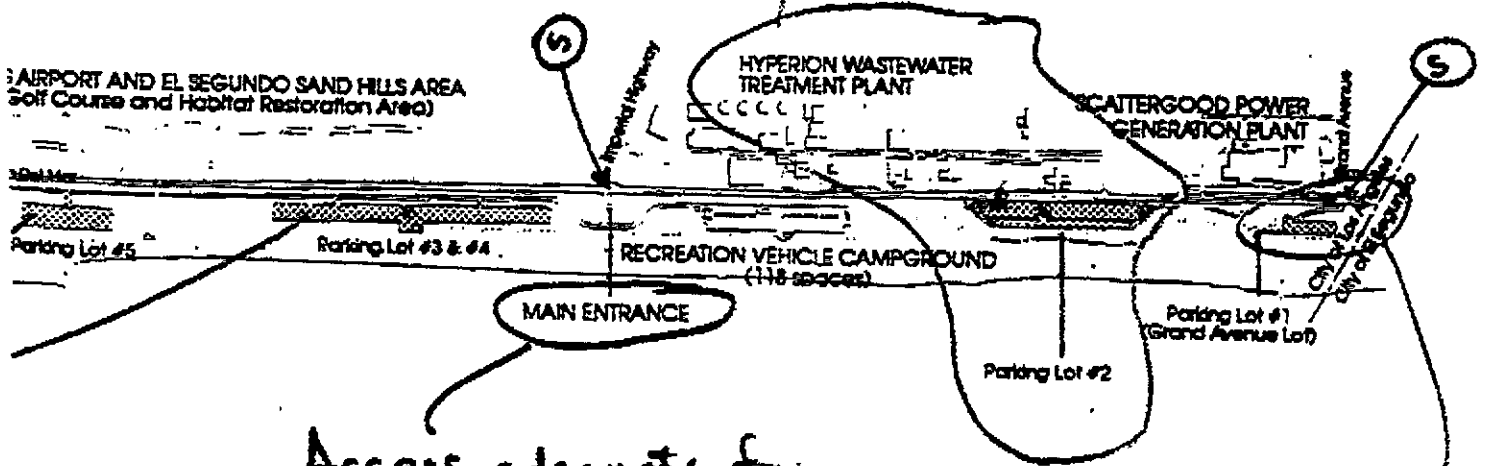 S
S
AIRPORT AND EL SEGUNDO SAND HILLS AREA
Golf Course and Habitat Restoration Area)
Imperial Highway
HYPERION WASTEWATER
TREATMENT PLANT
SCATTERGOOD POWER
GENERATION PLANT
Grand Avenue
Del Mar
Parking Lot #5
Parking Lot #3 & #4
RECREATION VEHICLE CAMPGROUND
(118 spaces)
MAIN ENTRANCE
City of Los Angeles
City of El Segundo
Parking Lot #1
(Grand Avenue Lot)
Parking Lot #2
Access adequate for